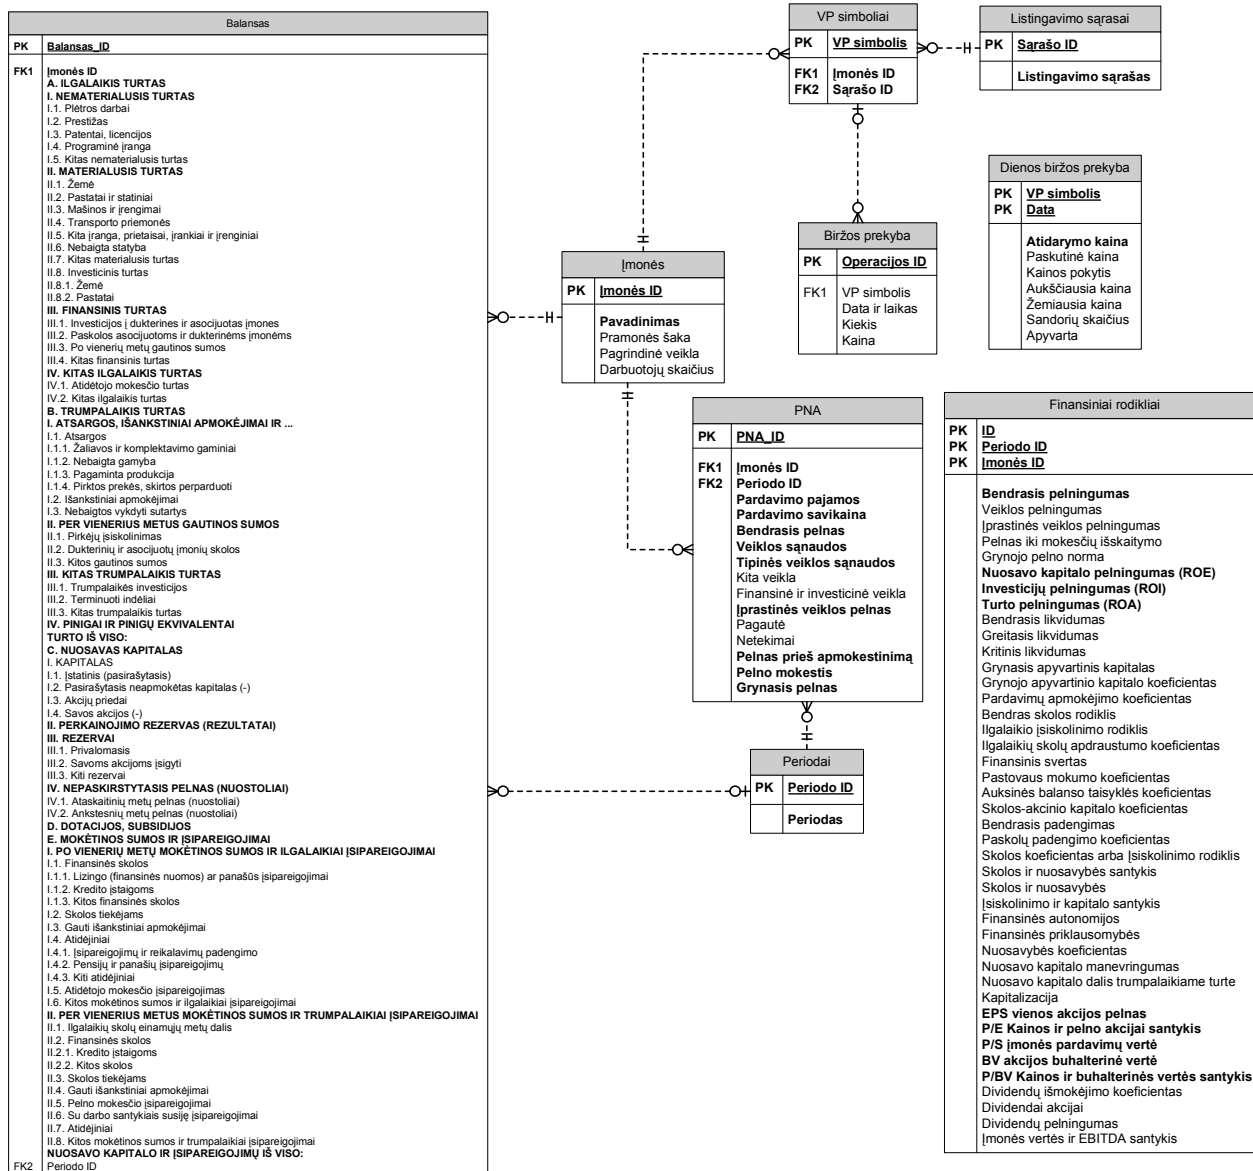 Balansas
PK Balansas_ID
FK1 Įmonės ID
A. ILGALAIKIS TURTAS
I. NEMATERIALUSIS TURTAS
I.1. Plėtros darbai
I.2. Prestižas
I.3. Patentai, licencijos
I.4. Programinė įranga
I.5. Kitas nematerialusis turtas
II. MATERIALUSIS TURTAS
II.1. Žemė
II.2. Pastatai ir statiniai
II.3. Mašinos ir įrengimai
II.4. Transporto priemonės
II.5. Kita įranga, prietaisai, įrankiai ir įrenginiai
II.6. Nebaigta statyba
II.7. Kitas materialusis turtas
II.8. Investicinis turtas
II.8.1. Žemė
II.8.2. Pastatai
III. FINANSINIS TURTAS
III.1. Investicijos į dukterines ir asocijuotas įmones
III.2. Paskolos asocijuotoms ir dukterinėms įmonėms
III.3. Po vienerių metų gautinos sumos
III.4. Kitas finansinis turtas
IV. KITAS ILGALAIKIS TURTAS
IV.1. Atidėtojo mokesčio turtas
IV.2. Kitas ilgalaikis turtas
B. TRUMPALAIKIS TURTAS
I. ATSARGOS, IŠANKSTINIAI APMOKĖJIMAI IR ...
I.1. Atsargos
I.1.1. Žaliavos ir komplektavimo gaminiai
I.1.2. Nebaigta gamyba
I.1.3. Pagaminta produkcija
I.1.4. Pirktos prekės, skirtos perparduoti
I.2. Išankstiniai apmokėjimai
I.3. Nebaigtos vykdyti sutartys
II. PER VIENERIUS METUS GAUTINOS SUMOS
II.1. Pirkėjų įsiskolinimas
II.2. Dukterinių ir asocijuotų įmonių skolos
II.3. Kitos gautinos sumos
III. KITAS TRUMPALAIKIS TURTAS
III.1. Trumpalaikės investicijos
III.2. Terminuoti indėliai
III.3. Kitas trumpalaikis turtas
IV. PINIGAI IR PINIGŲ EKVIVALENTAI
TURTO IŠ VISO:
C. NUOSAVAS KAPITALAS
I. KAPITALAS
I.1. Įstatinis (pasirašytasis)
I.2. Pasirašytasis neapmokėtas kapitalas (-)
I.3. Akcijų priedai
I.4. Savos akcijos (-)
II. PERKAINOJIMO REZERVAS (REZULTATAI)
III. REZERVAI
III.1. Privalomasis
III.2. Savoms akcijoms įsigyti
III.3. Kiti rezervai
IV. NEPASKIRSTYTASIS PELNAS (NUOSTOLIAI)
IV.1. Ataskaitinių metų pelnas (nuostoliai)
IV.2. Ankstesnių metų pelnas (nuostoliai)
D. DOTACIJOS, SUBSIDIJOS
E. MOKĖTINOS SUMOS IR ĮSIPAREIGOJIMAI
I. PO VIENERIŲ METŲ MOKĖTINOS SUMOS IR ILGALAIKIAI ĮSIPAREIGOJIMAI
I.1. Finansinės skolos
I.1.1. Lizingo (finansinės nuomos) ar panašūs įsipareigojimai
I.1.2. Kredito įstaigoms
I.1.3. Kitos finansinės skolos
I.2. Skolos tiekėjams
I.3. Gauti išankstiniai apmokėjimai
I.4. Atidėjiniai
I.4.1. Įsipareigojimų ir reikalavimų padengimo
I.4.2. Pensijų ir panašių įsipareigojimų
I.4.3. Kiti atidėjiniai
I.5. Atidėtojo mokesčio įsipareigojimas
I.6. Kitos mokėtinos sumos ir ilgalaikiai įsipareigojimai
II. PER VIENERIUS METUS MOKĖTINOS SUMOS IR TRUMPALAIKIAI ĮSIPAREIGOJIMAI
II.1. Ilgalaikių skolų einamųjų metų dalis
II.2. Finansinės skolos
II.2.1. Kredito įstaigoms
II.2.2. Kitos skolos
II.3. Skolos tiekėjams
II.4. Gauti išankstiniai apmokėjimai
II.5. Pelno mokesčio įsipareigojimai
II.6. Su darbo santykiais susiję įsipareigojimai
II.7. Atidėjiniai
II.8. Kitos mokėtinos sumos ir trumpalaikiai įsipareigojimai
NUOSAVO KAPITALO IR ĮSIPAREIGOJIMŲ IŠ VISO:
FK2 Periodo ID
VP simboliai
PK VP simbolis
FK1 Įmonės ID
FK2 Sąrašo ID
Listingavimo sąrasai
PK Sąrašo ID
Listingavimo sąrašas
Dienos biržos prekyba
PK VP simbolis
PK Data
Atidarymo kaina
Paskutinė kaina
Kainos pokytis
Aukščiausia kaina
Žemiausia kaina
Sandorių skaičius
Apyvarta
Biržos prekyba
PK Operacijos ID
FK1 VP simbolis
Data ir laikas
Kiekis
Kaina
Įmonės
PK Įmonės ID
Pavadinimas
Pramonės šaka
Pagrindinė veikla
Darbuotojų skaičius
PNA
PK PNA_ID
FK1 Įmonės ID
FK2 Periodo ID
Pardavimo pajamos
Pardavimo savikaina
Bendrasis pelnas
Veiklos sąnaudos
Tipinės veiklos sąnaudos
Kita veikla
Finansinė ir investicinė veikla
Įprastinės veiklos pelnas
Pagautė
Netekimai
Pelnas prieš apmokestinimą
Pelno mokestis
Grynasis pelnas
Periodai
PK Periodo ID
Periodas
Finansiniai rodikliai
PK ID
PK Periodo ID
PK Įmonės ID
Bendrasis pelningumas
Veiklos pelningumas
Įprastinės veiklos pelningumas
Pelnas iki mokesčių išskaitymo
Grynojo pelno norma
Nuosavo kapitalo pelningumas (ROE)
Investicijų pelningumas (ROI)
Turto pelningumas (ROA)
Bendrasis likvidumas
Greitasis likvidumas
Kritinis likvidumas
Grynasis apyvartinis kapitalas
Grynojo apyvartinio kapitalo koeficientas
Pardavimų apmokėjimo koeficientas
Bendras skolos rodiklis
Ilgalaikio įsiskolinimo rodiklis
Ilgalaikių skolų apdraustumo koeficientas
Finansinis svertas
Pastovaus mokumo koeficientas
Auksinės balanso taisyklės koeficientas
Skolos-akcinio kapitalo koeficientas
Bendrasis padengimas
Paskolų padengimo koeficientas
Skolos koeficientas arba Įsiskolinimo rodiklis
Skolos ir nuosavybės santykis
Skolos ir nuosavybės
Įsiskolinimo ir kapitalo santykis
Finansinės autonomijos
Finansinės priklausomybės
Nuosavybės koeficientas
Nuosavo kapitalo manevringumas
Nuosavo kapitalo dalis trumpalaikiame turte
Kapitalizacija
EPS vienos akcijos pelnas
P/E Kainos ir pelno akcijai santykis
P/S įmonės pardavimų vertė
BV akcijos buhalterinė vertė
P/BV Kainos ir buhalterinės vertės santykis
Dividendų išmokėjimo koeficientas
Dividendai akcijai
Dividendų pelningumas
Įmonės vertės ir EBITDA santykis